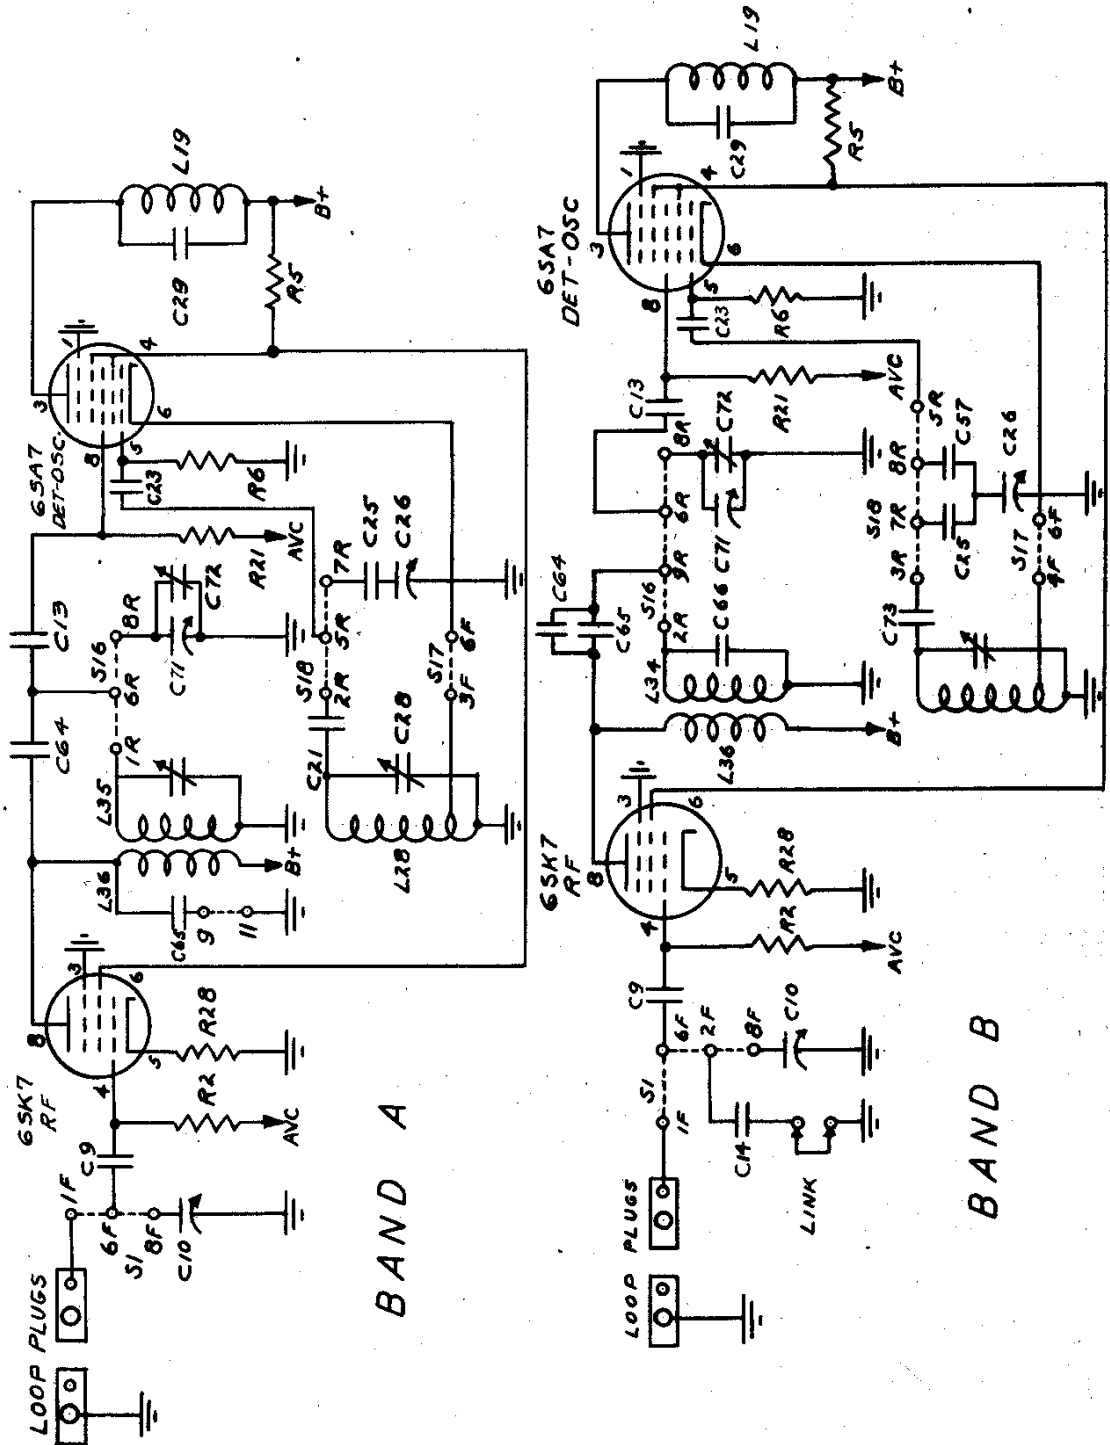 LOOP PLUGS
1F
6F
S1
8F
C10
C9
6SK7
RF
4
8
3
6
5
R2
AVC
R28
L36
C65
9
11
B+
L35
C64
1R
6R
S16
8R
C71
C72
C13
L28
C21
C28
2R
S18
5R
7R
C25
C26
3F
S17
6F
R21
AVC
6SA7
DET-OSC.
8
5
C23
R6
3
1
4
6
C29
L19
R5
B+
BAND A
LOOP PLUGS
1F
S1
6F
2F
8F
C14
LINK
C10
C9
6SK7
RF
4
8
3
6
5
R2
AVC
R28
L36
B+
L34
C66
C64
C65
2R
S16
9R
6R
8R
C71
C72
C13
C73
3R
S18
7R
8R
5R
C25
C57
C26
4F
S17
6F
R21
AVC
6SA7
DET-OSC
8
5
C23
R6
3
1
4
6
C29
L19
R5
B+
BAND B